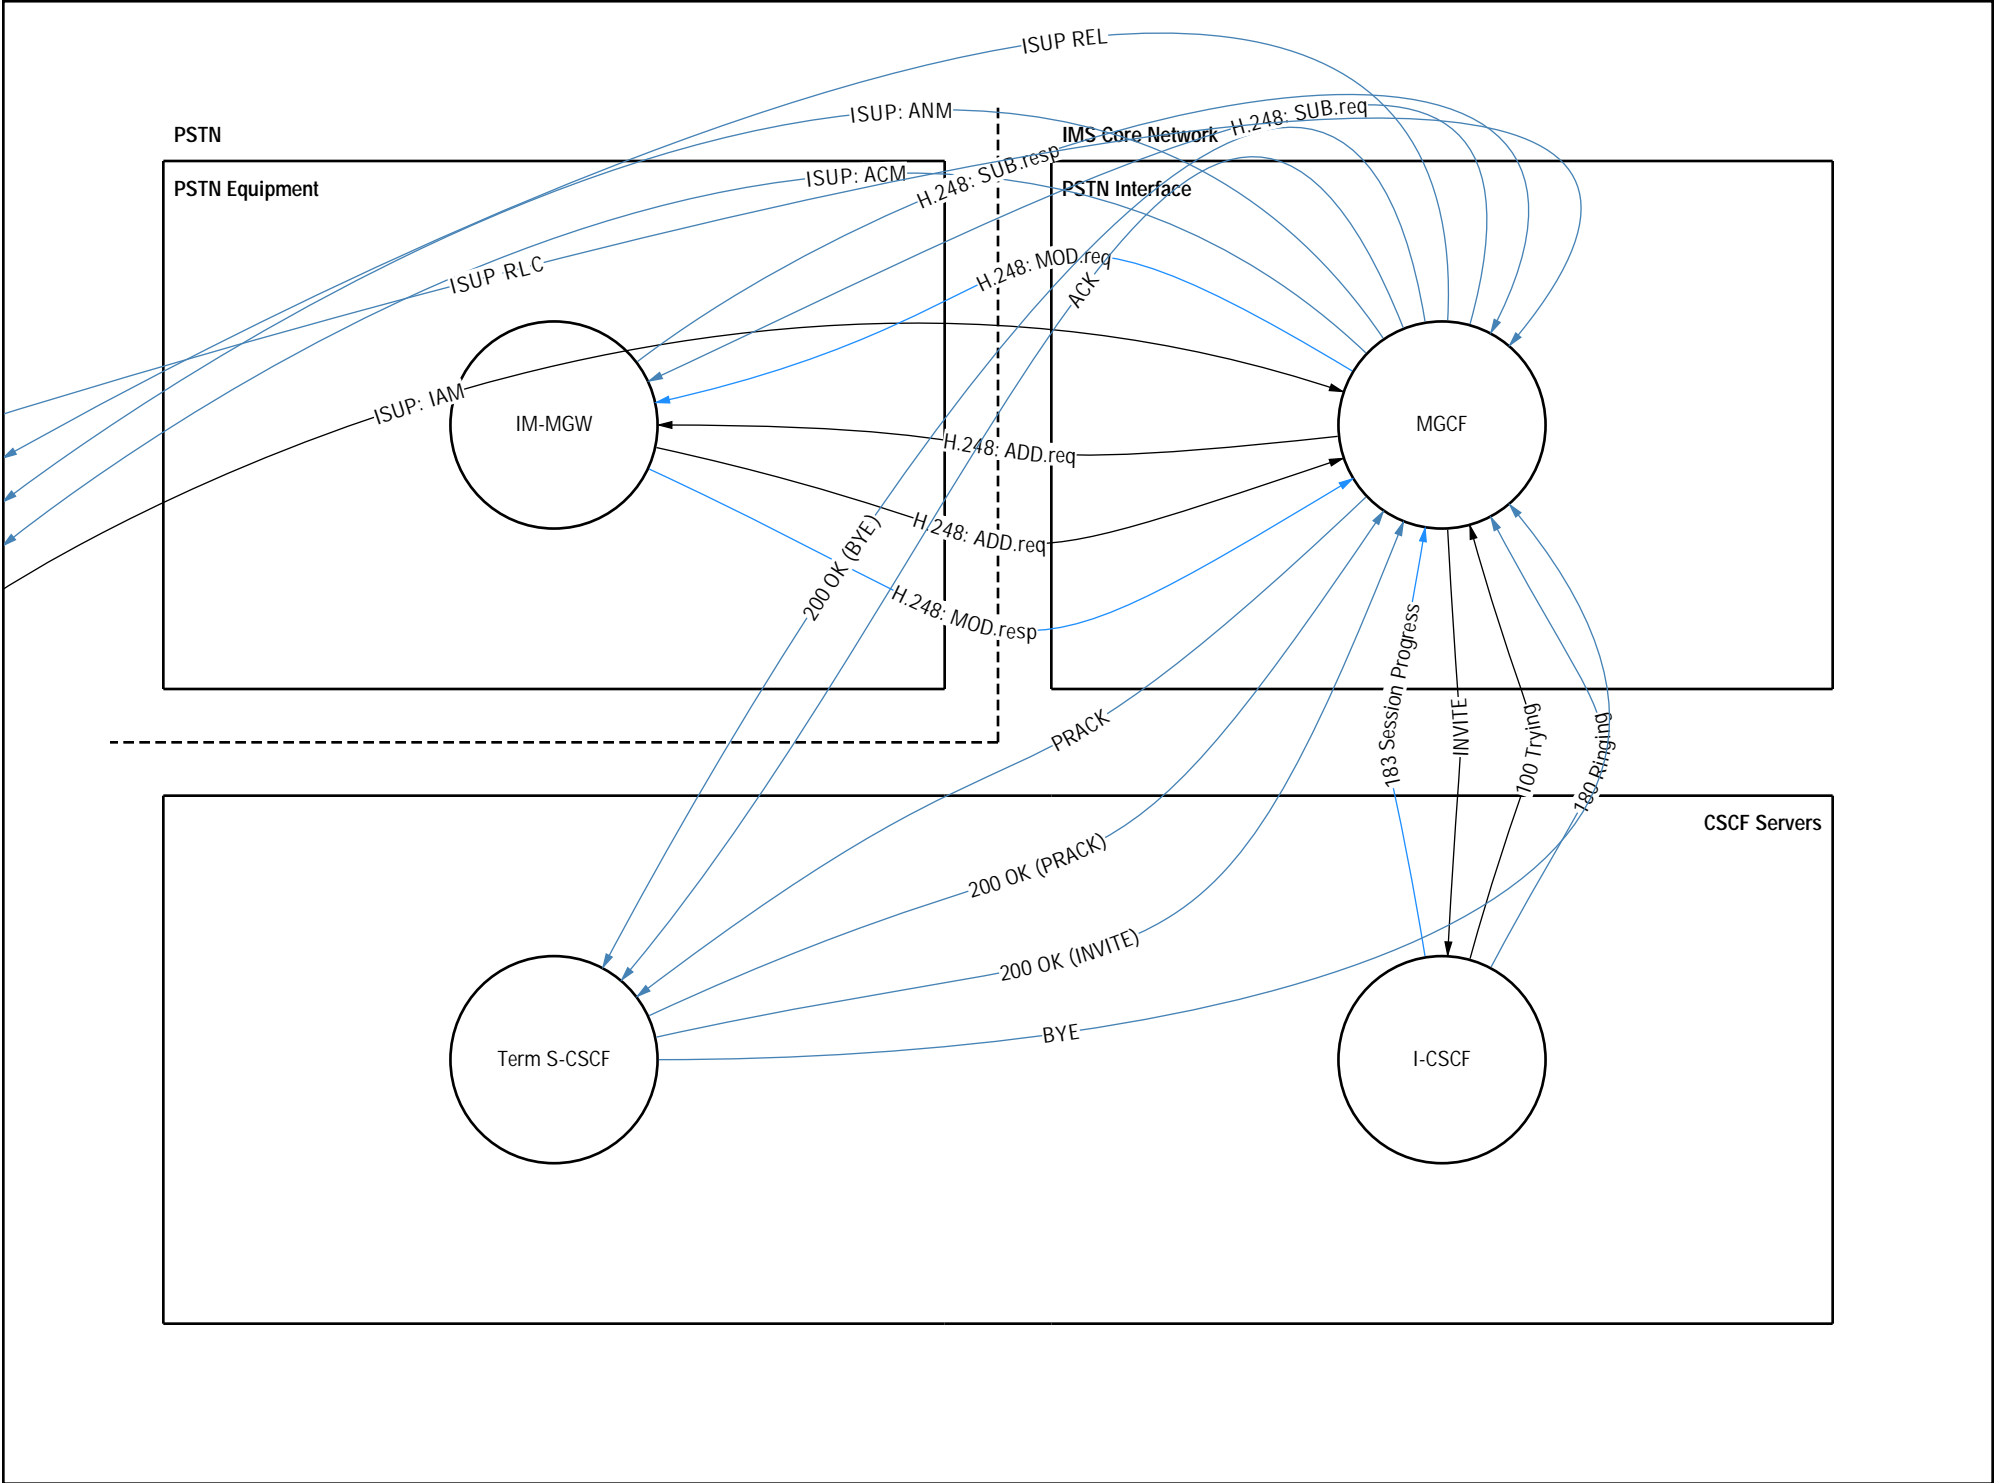 ISUP REL
ISUP: ANM
H.248: SUB.req
PSTN
IMS Core Network
H.248: SUB.resp
ISUP: ACM
PSTN Equipment
PSTN Interface
H.248: MOD.req
ISUP RLC
ACK
ISUP: IAM
IM-MGW
MGCF
H.248: ADD.req
H.248: ADD.req
200 OK (BYE)
H.248: MOD.resp
183 Session Progress
INVITE
100 Trying
180 Ringing
PRACK
CSCF Servers
200 OK (PRACK)
200 OK (INVITE)
BYE
Term S-CSCF
I-CSCF